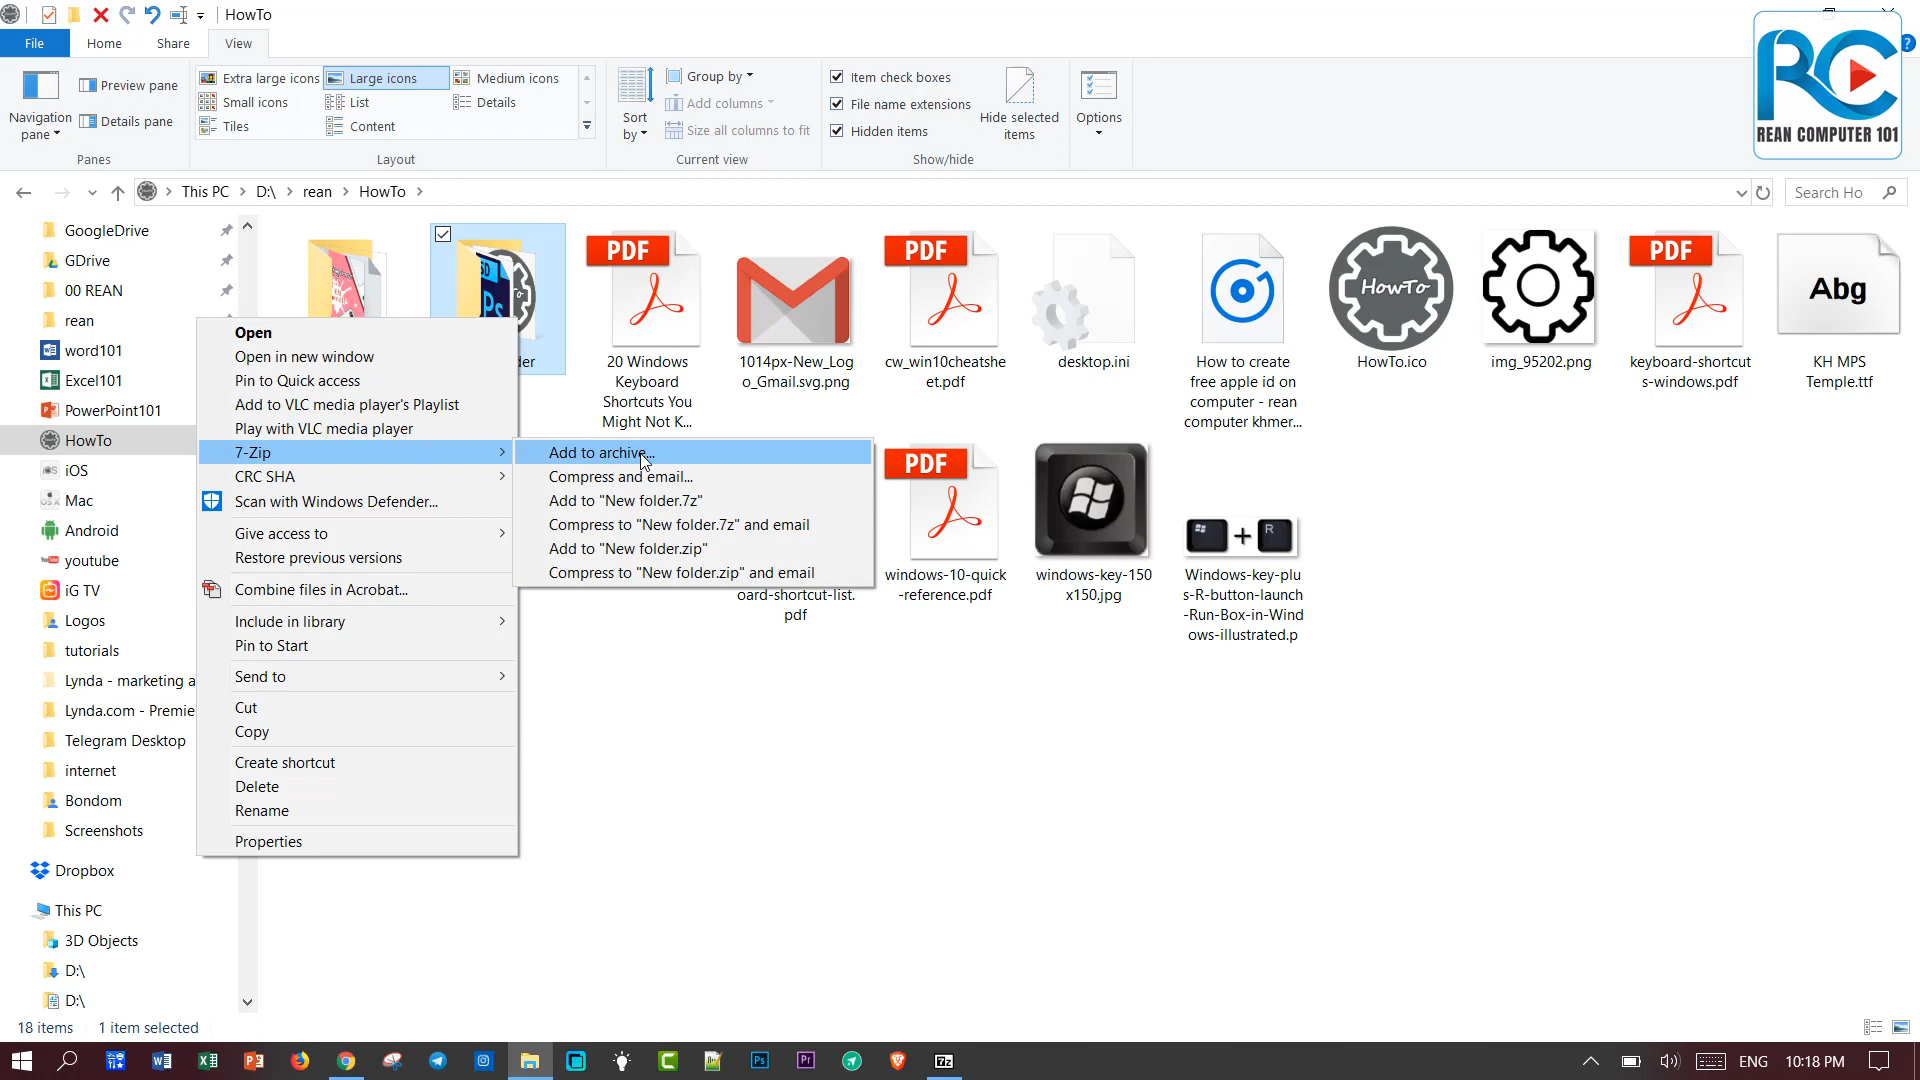 HowTo
File
Home
Share
View
Navigation
pane
Preview pane
Details pane
Panes
Extra large icons
Large icons
Medium icons
Small icons
List
Details
Tiles
Content
Layout
Sort
by
Group by
Add columns
Size all columns to fit
Current view
Item check boxes
File name extensions
Hidden items
Hide selected
items
Show/hide
Options
RC
REAN COMPUTER 101
This PC
D:\
rean
HowTo
Search Ho
GoogleDrive
GDrive
00 REAN
rean
word101
Excel101
PowerPoint101
HowTo
iOS
Mac
Android
youtube
iG TV
Logos
tutorials
Lynda - marketing a
Lynda.com - Premie
Telegram Desktop
internet
Bondom
Screenshots
Dropbox
This PC
3D Objects
D:\
D:\
Open
Open in new window
Pin to Quick access
Add to VLC media player's Playlist
Play with VLC media player
7-Zip
CRC SHA
Scan with Windows Defender...
Give access to
Restore previous versions
Combine files in Acrobat...
Include in library
Pin to Start
Send to
Cut
Copy
Create shortcut
Delete
Rename
Properties
Add to archive...
Compress and email...
Add to "New folder.7z"
Compress to "New folder.7z" and email
Add to "New folder.zip"
Compress to "New folder.zip" and email
Ps
der
PDF
20 Windows
Keyboard
Shortcuts You
Might Not K...
1014px-New_Log
o_Gmail.svg.png
PDF
cw_win10cheatshe
et.pdf
desktop.ini
How to create
free apple id on
computer - rean
computer khmer...
HowTo
HowTo.ico
img_95202.png
PDF
keyboard-shortcut
s-windows.pdf
Abg
KH MPS
Temple.ttf
oard-shortcut-list.
pdf
PDF
windows-10-quick
-reference.pdf
windows-key-150
x150.jpg
+ R
Windows-key-plu
s-R-button-launch
-Run-Box-in-Wind
ows-illustrated.p
18 items
1 item selected
Ps
Pr
7z
ENG
10:18 PM